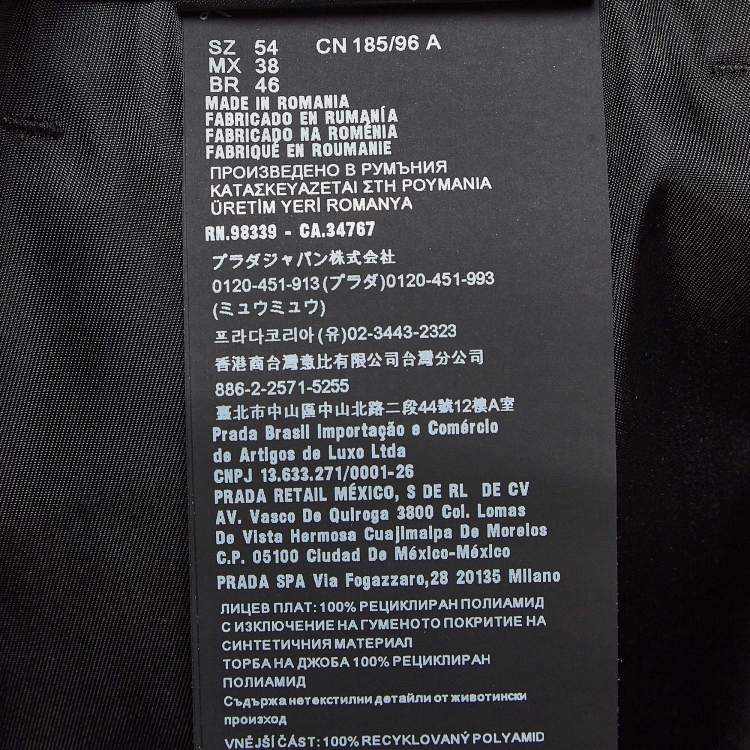 SZ 54 CN 185/96 A
MX 38
BR 46
MADE IN ROMANIA
FABRICADO EN RUMANÍA
FABRICADO NA ROMÉNIA
FABRIQUÉ EN ROUMANIE
ПРОИЗВЕДЕНО В РУМЪНИЯ
ΚΑΤΑΣΚΕΥΑΖΕΤΑΙ ΣΤΗ ΡΟΥΜΑΝΙΑ
ÜRETİM YERİ ROMANYA
RN.98339 - CA.34767
プラダジャパン株式会社
0120-451-913(プラダ)0120-451-993
(ミュウミュウ)
프라다코리아(유)02-3443-2323
香港商台灣意比有限公司台灣分公司
886-2-2571-5255
臺北市中山區中山北路二段44號12樓A室
Prada Brasil Importação e Comércio
de Artigos de Luxo Ltda
CNPJ 13.633.271/0001-26
PRADA RETAIL MÉXICO, S DE RL DE CV
AV. Vasco De Quiroga 3800 Col. Lomas
De Vista Hermosa Cuajimalpa De Morelos
C.P. 05100 Ciudad De México-México
PRADA SPA Via Fogazzaro,28 20135 Milano
ЛИЦЕВ ПЛАТ: 100% РЕЦИКЛИРАН ПОЛИАМИД
С ИЗКЛЮЧЕНИЕ НА ГУМЕНОТО ПОКРИТИЕ НА
СИНТЕТИЧНИЯ МАТЕРИАЛ
ТОРБА НА ДЖОБА 100% РЕЦИКЛИРАН
ПОЛИАМИД
Съдържа нетекстилни детайли от животински
произход
VNĚJŠÍ ČÁST: 100% RECYKLOVANÝ POLYAMID